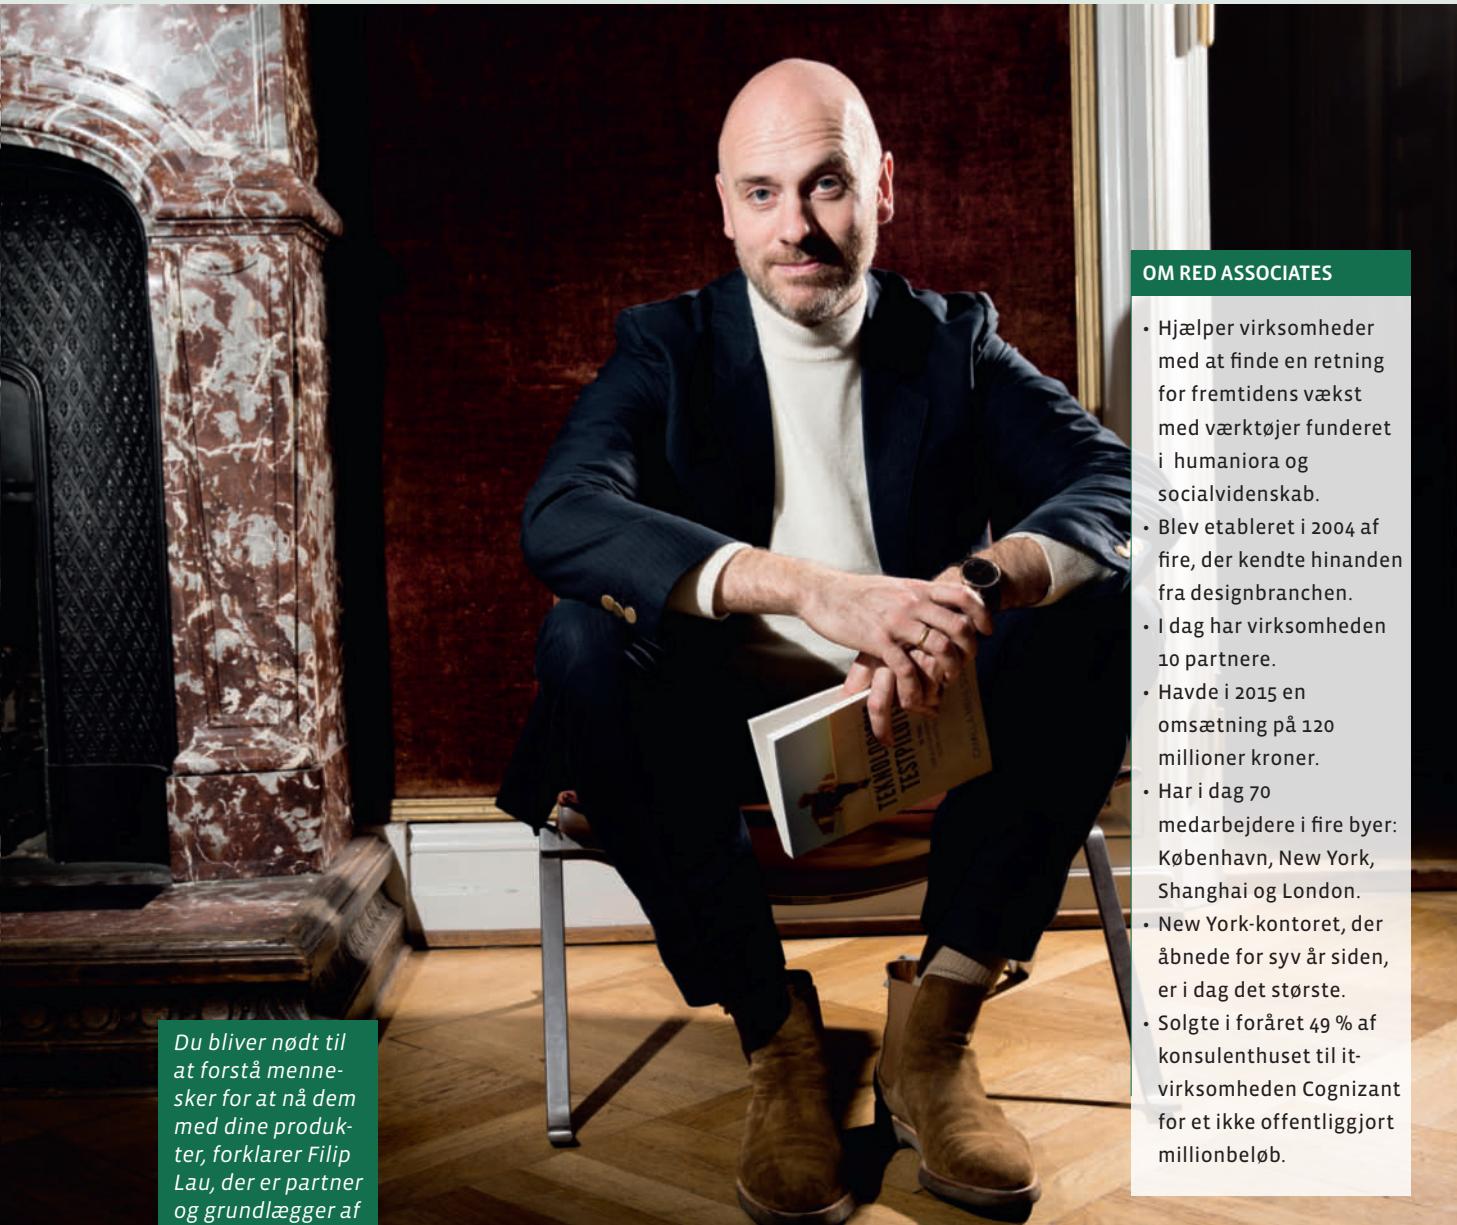 OM RED ASSOCIATES
• Hjælper virksomheder
med at finde en retning
for fremtidens vækst
med værktøjer funderet
i humaniora og
socialvidenskab.
• Blev etableret i 2004 af
fire, der kendte hinanden
fra designbranchen.
• I dag har virksomheden
10 partnere.
• Havde i 2015 en
omsætning på 120
millioner kroner.
• Har i dag 70
medarbejdere i fire byer:
København, New York,
Shanghai og London.
• New York-kontoret, der
åbnede for syv år siden,
er i dag det største.
• Solgte i foråret 49 % af
konsulenthuset til it-
virksomheden Cognizant
for et ikke offentliggjort
millionbeløb.
Du bliver nødt til
at forstå menne-
sker for at nå dem
med dine produk-
ter, forklarer Filip
Lau, der er partner
og grundlægger af